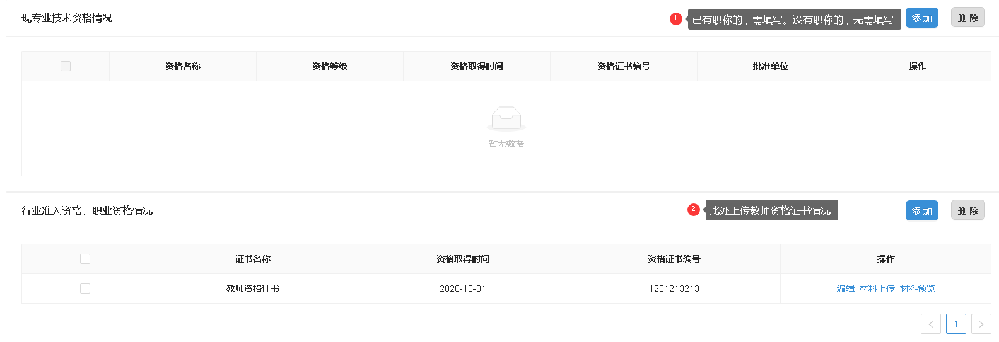 现专业技术资格情况
1 已有职称的，需填写。没有职称的，无需填写 添 加 删 除
资格名称 资格等级 资格取得时间 资格证书编号 批准单位 操作
暂无数据
行业准入资格、职业资格情况
2 此处上传教师资格证书情况 添 加 删 除
证书名称 资格取得时间 资格证书编号 操作
教师资格证书 2020-10-01 1231213213 编辑 材料上传 材料预览
< 1 >